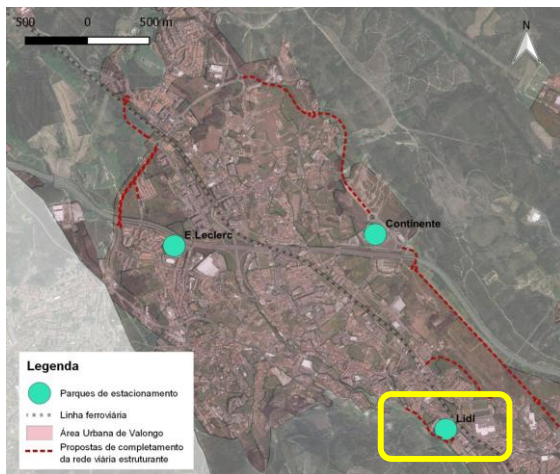 500 0 500 m
N
Continente
E.Leclerc
Lidl
Legenda
Parques de estacionamento
Linha ferroviária
Área Urbana de Valongo
Propostas de completamento
da rede viária estruturante